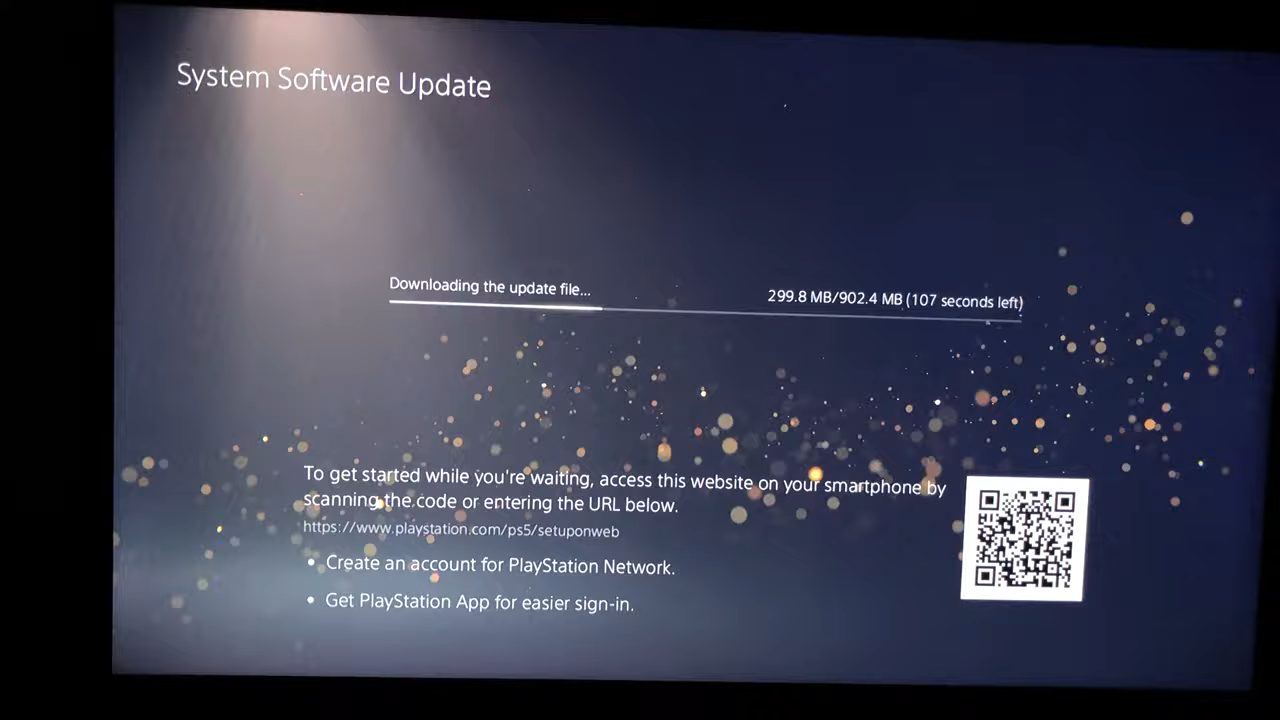 System Software Update
Downloading the update file...
299.8 MB/902.4 MB (107 seconds left)
To get started while you're waiting, access this website on your smartphone by
scanning the code or entering the URL below.
https://www.playstation.com/ps5/setuponweb
• Create an account for PlayStation Network.
• Get PlayStation App for easier sign-in.